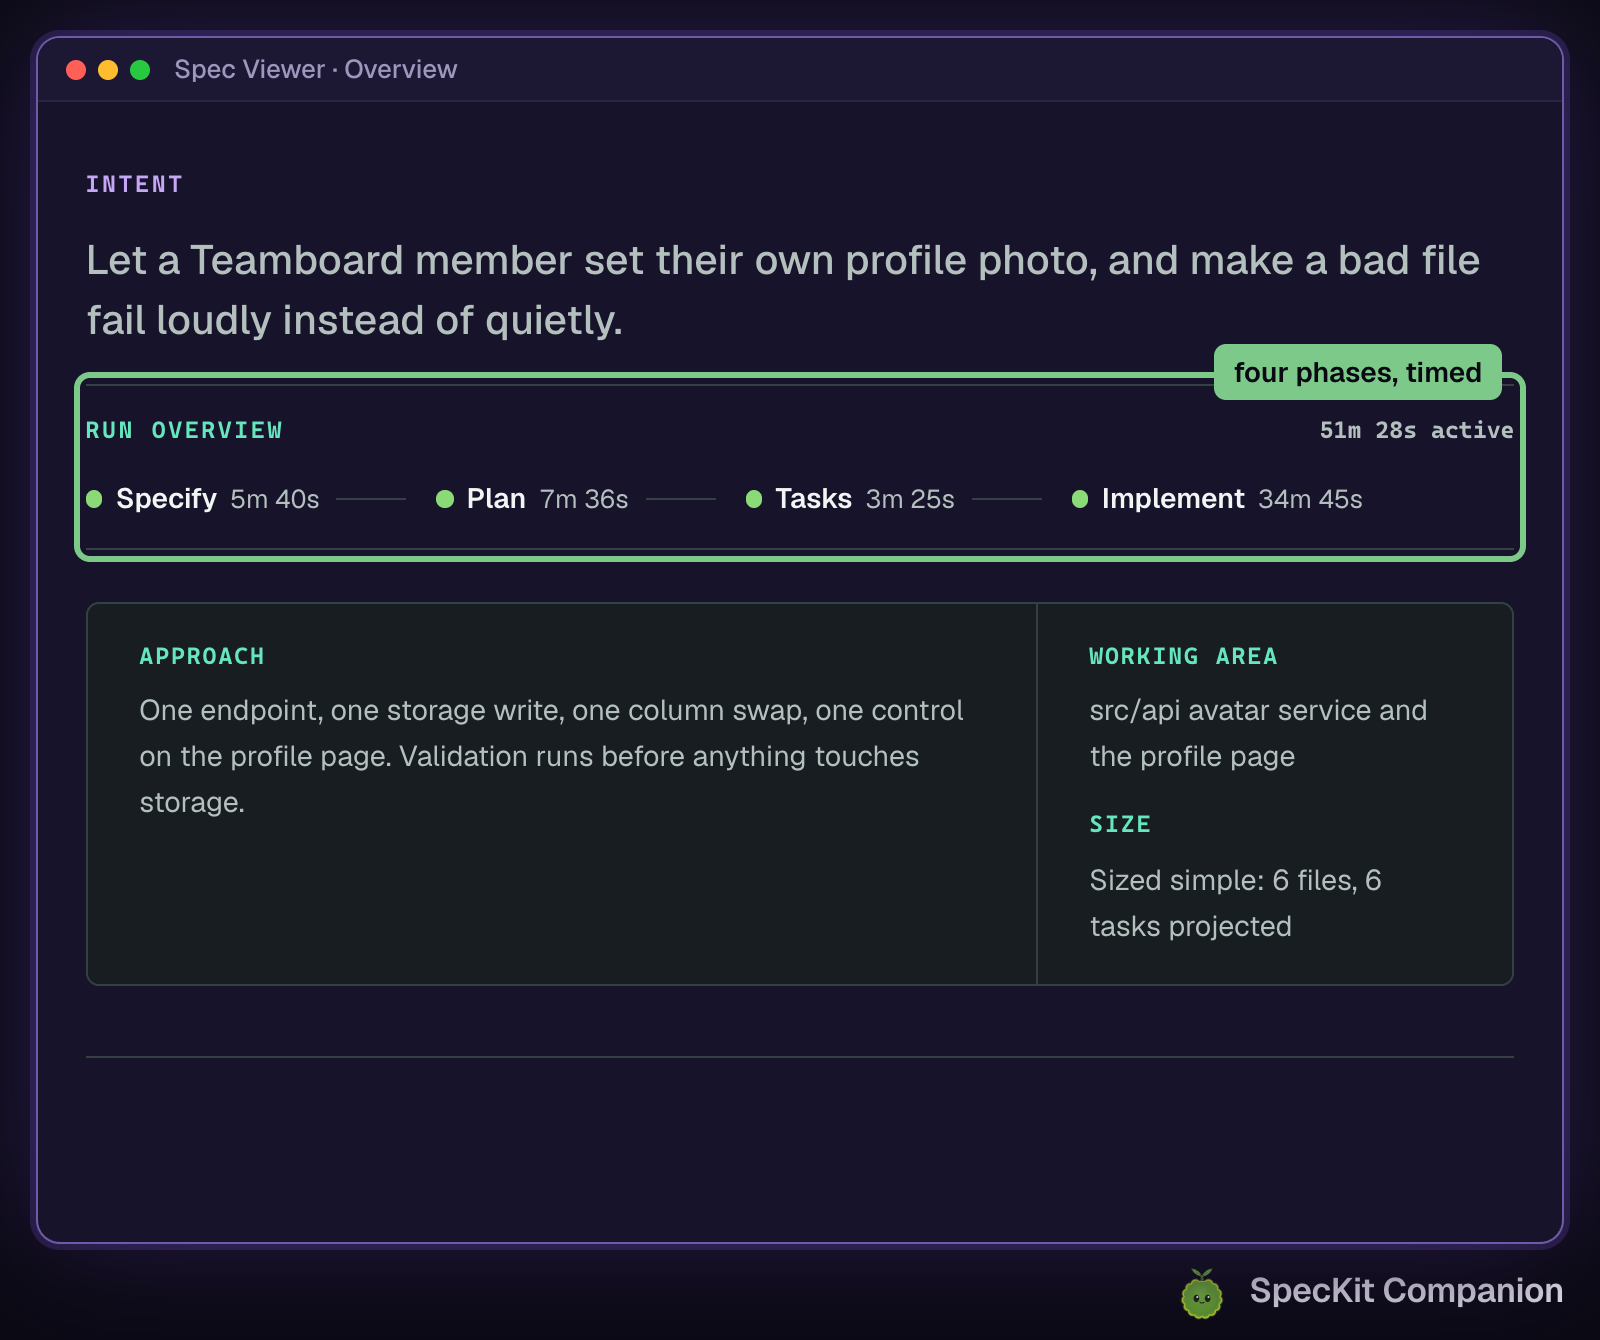 Spec Viewer · Overview
INTENT
Let a Teamboard member set their own profile photo, and make a bad file
fail loudly instead of quietly.
four phases, timed
RUN OVERVIEW
51m 28s active
Specify 5m 40s
Plan 7m 36s
Tasks 3m 25s
Implement 34m 45s
APPROACH
One endpoint, one storage write, one column swap, one control
on the profile page. Validation runs before anything touches
storage.
WORKING AREA
src/api avatar service and
the profile page
SIZE
Sized simple: 6 files, 6
tasks projected
SpecKit Companion